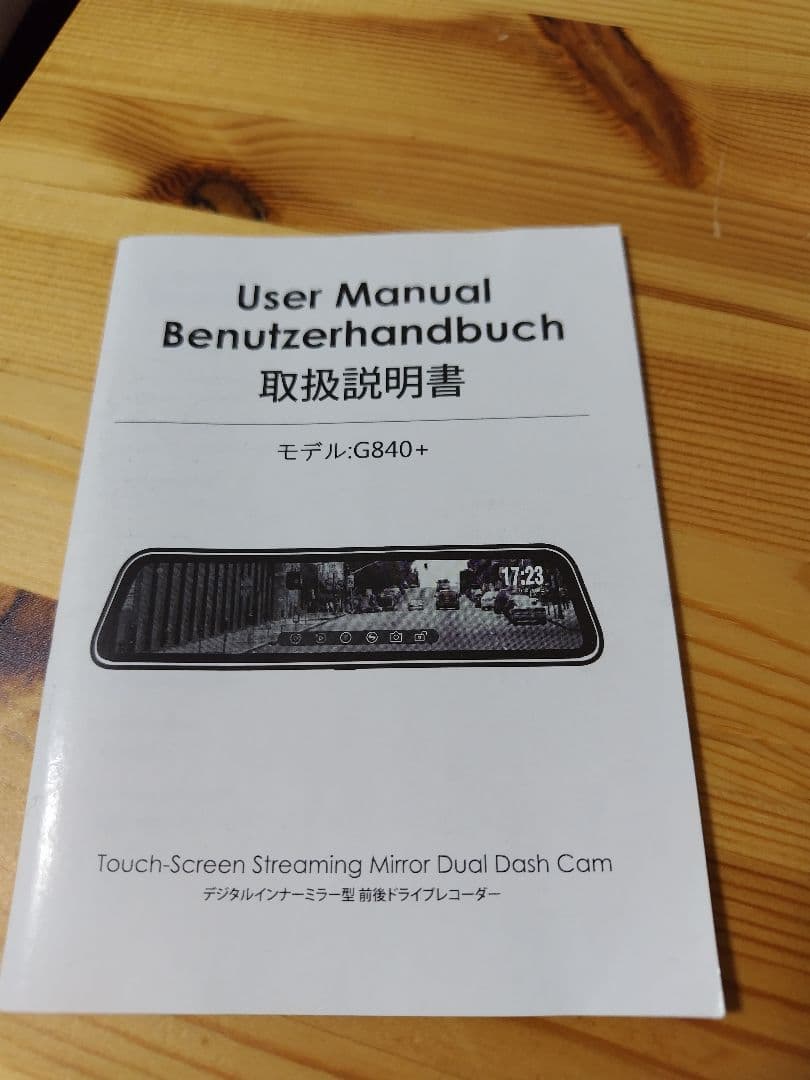 User Manual
Benutzerhandbuch
取扱説明書
モデル:G840+
17:23
Touch-Screen Streaming Mirror Dual Dash Cam
デジタルインナーミラー型 前後ドライブレコーダー